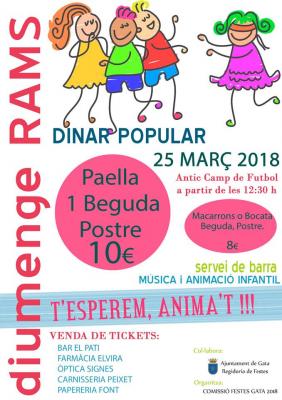 diumenge RAMS
DINAR POPULAR
25 MARÇ 2018
Antic Camp de Futbol
a partir de les 12:30 h
Paella
1 Beguda
Postre
10€
Macarrons o Bocata
Beguda, Postre.
8€
servei de barra
MÚSICA i ANIMACIÓ INFANTIL
T'ESPEREM, ANIMA'T !!!
VENDA DE TICKETS:
BAR EL PATI
FARMÀCIA ELVIRA
ÒPTICA SIGNES
CARNISSERIA PEIXET
PAPERERIA FONT
Col·labora:
Ajuntament de Gata
Regidoria de Festes
Organitza:
COMISSIÓ FESTES GATA 2018